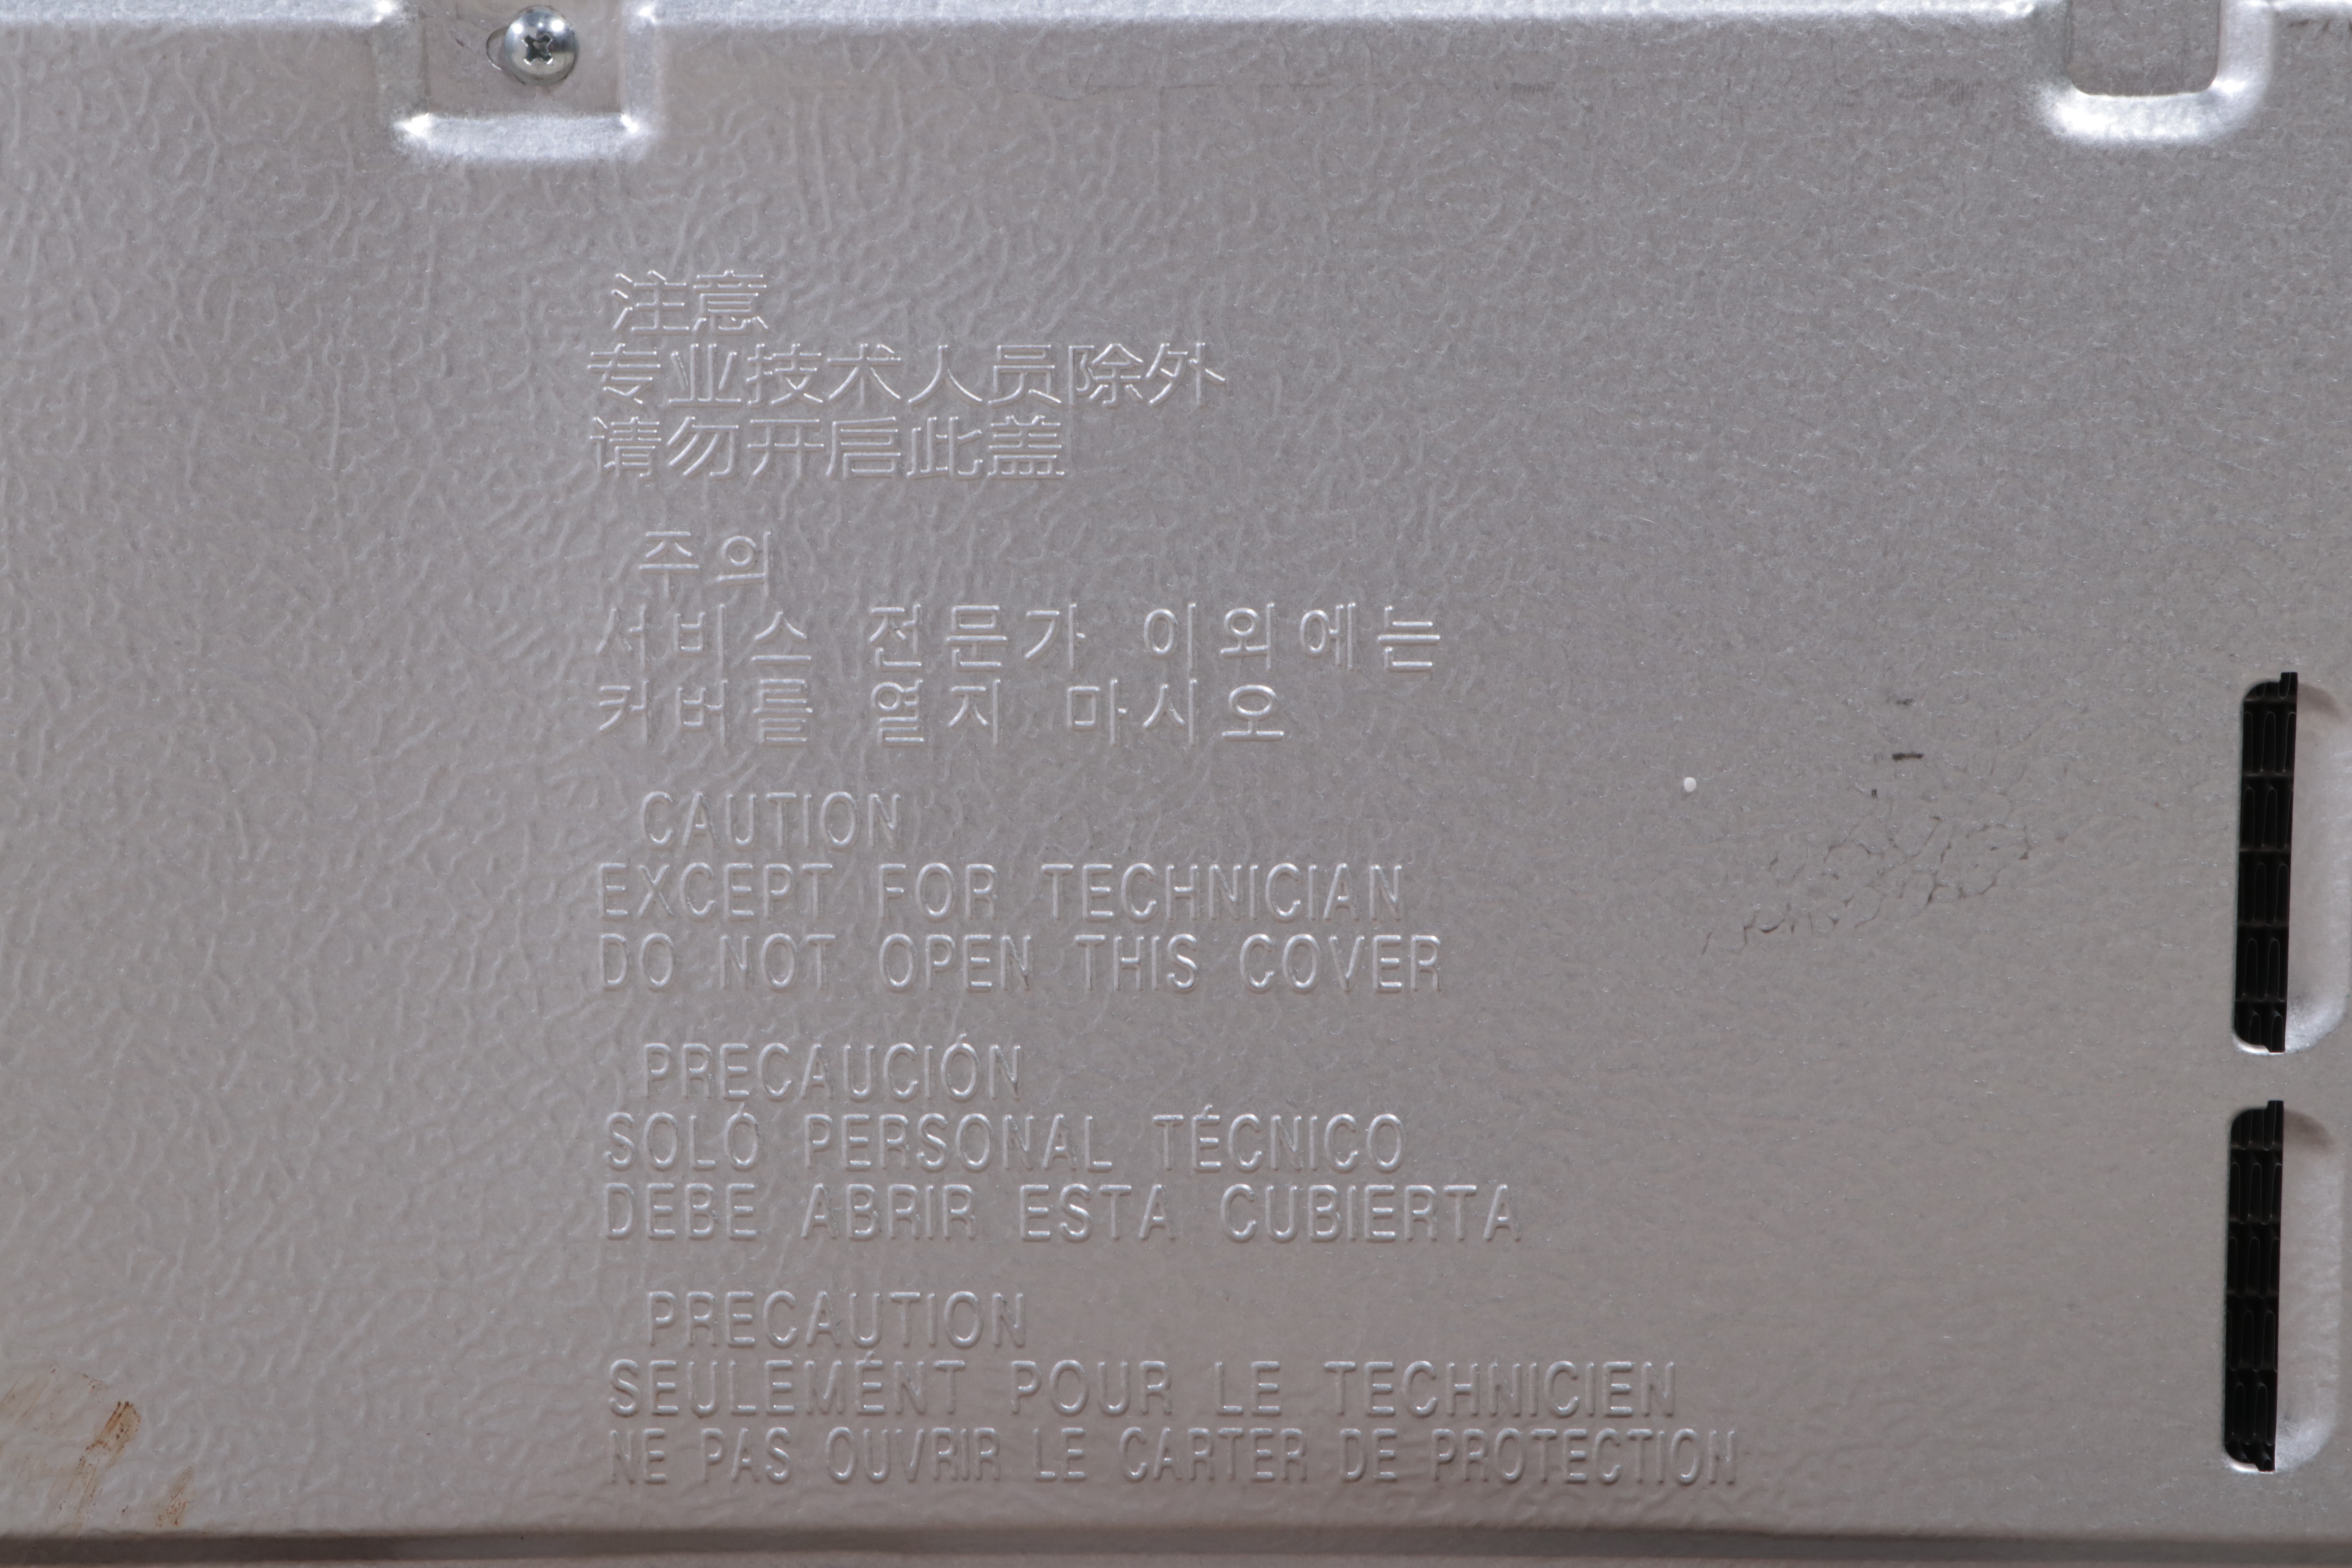 注意
专业技术人员除外
请勿开启此盖
주의
서비스 전문가 이외에는
커버를 열지 마시오
CAUTION
EXCEPT FOR TECHNICIAN
DO NOT OPEN THIS COVER
PRECAUCIÓN
SOLÓ PERSONAL TÉCNICO
DEBE ABRIR ESTA CUBIERTA
PRECAUTION
SEULEMÉNT POUR LE TECHNICIEN
NE PAS OUVRIR LE CARTER DE PROTECTION